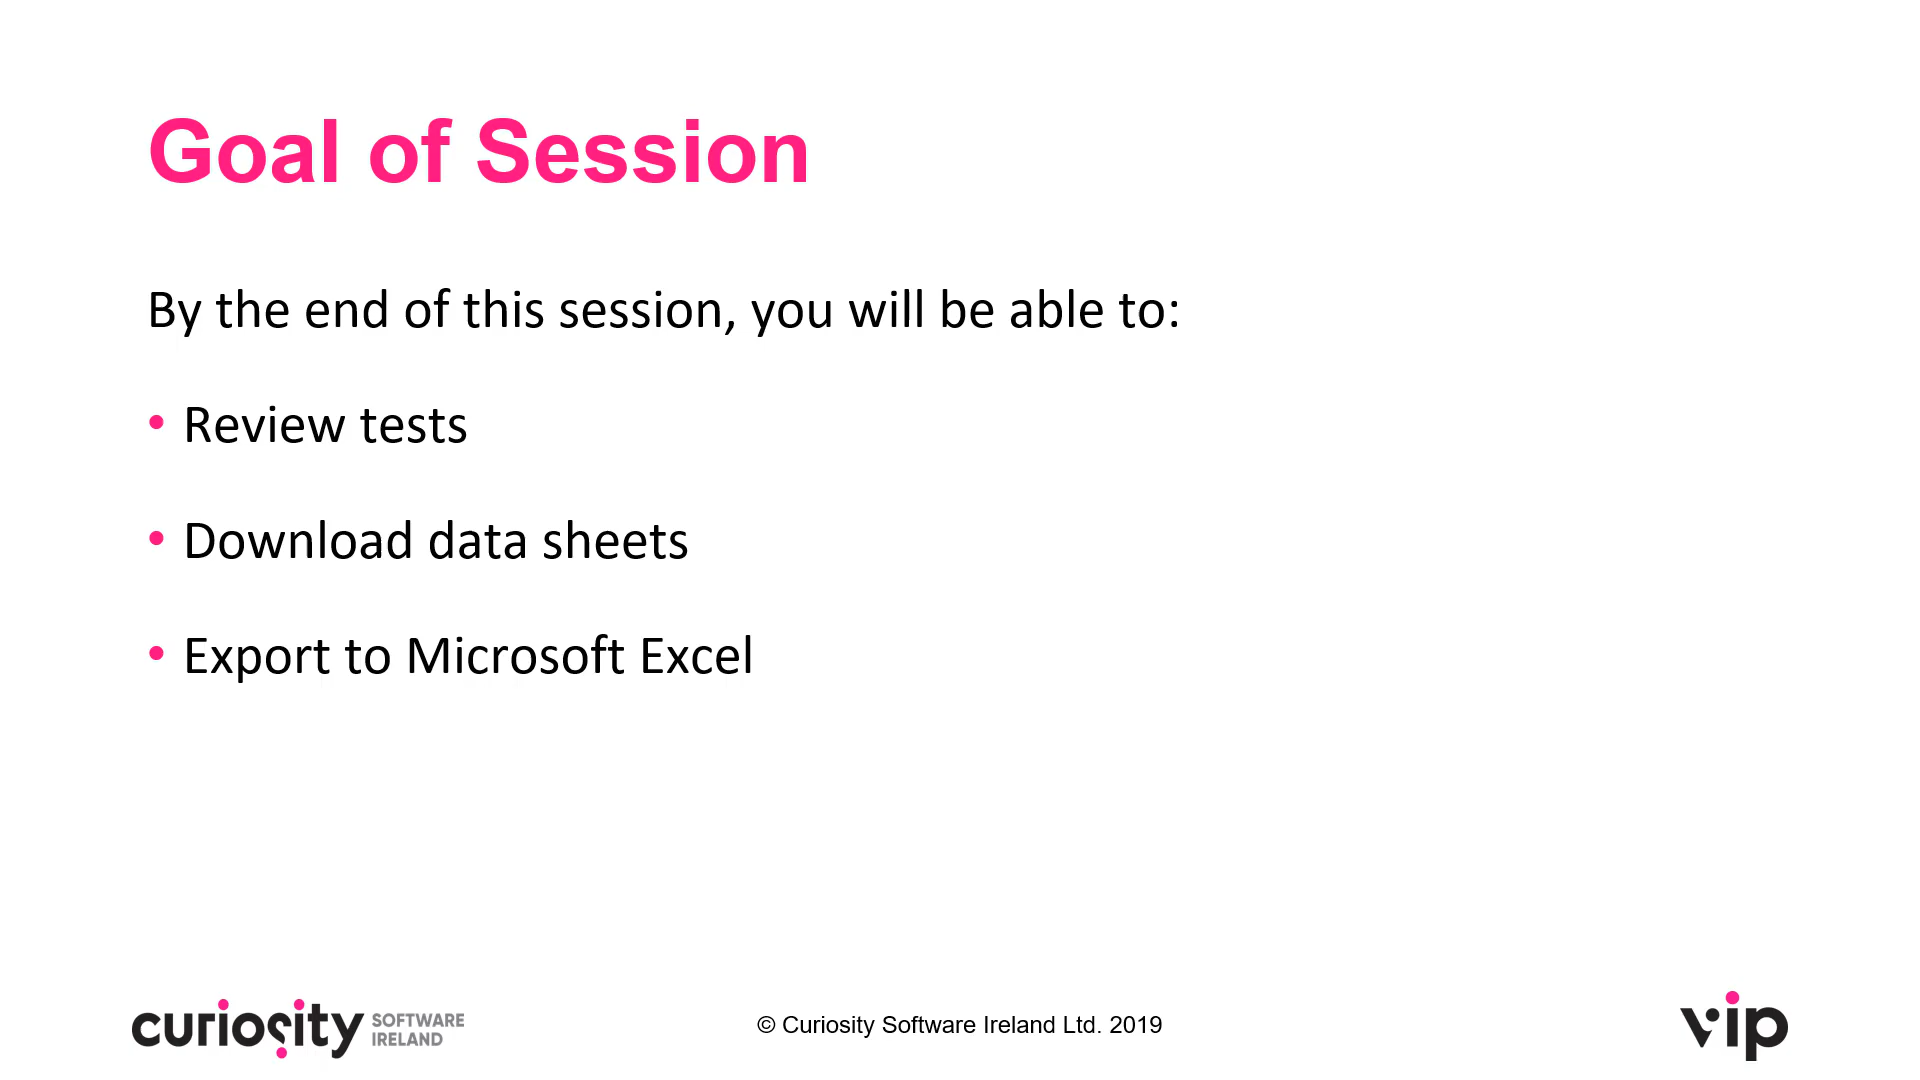 Goal of Session
By the end of this session, you will be able to:
• Review tests
• Download data sheets
• Export to Microsoft Excel
curiosity SOFTWARE IRELAND
© Curiosity Software Ireland Ltd. 2019
vip